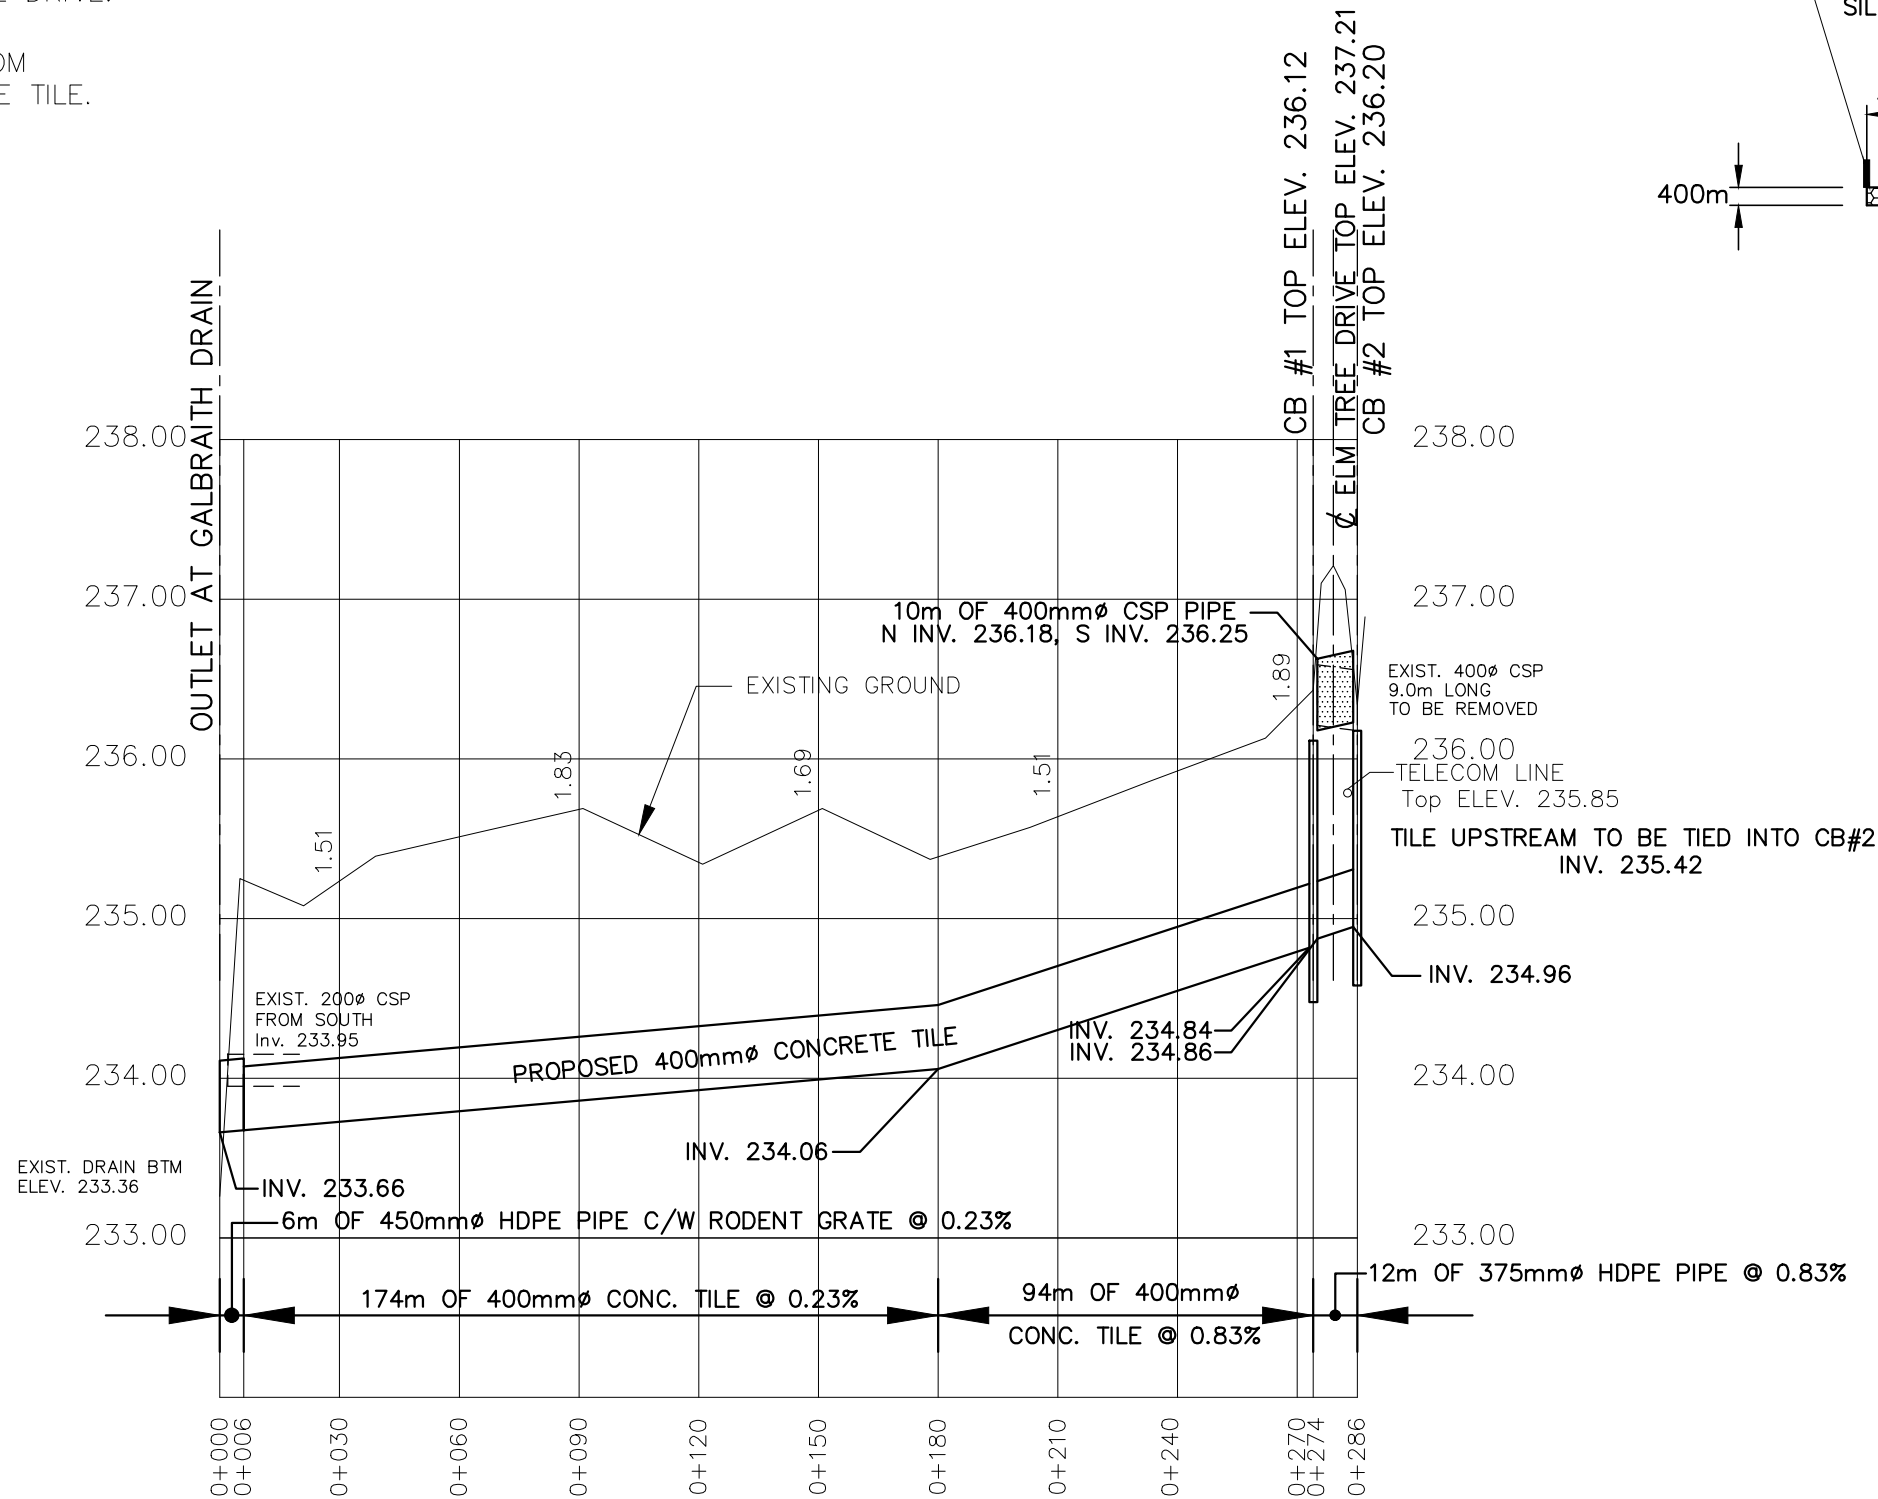 DRIVE.
OM
E TILE.
SIL
400m
OUTLET AT GALBRAITH DRAIN
CB #1 TOP ELEV. 236.12
℄ ELM TREE DRIVE TOP ELEV. 237.21
CB #2 TOP ELEV. 236.20
238.00
238.00
237.00
237.00
10m OF 400mmø CSP PIPE
N INV. 236.18, S INV. 236.25
EXISTING GROUND
1.89
EXIST. 400ø CSP
9.0m LONG
TO BE REMOVED
236.00
236.00
1.51
1.83
1.69
1.51
TELECOM LINE
Top ELEV. 235.85
TILE UPSTREAM TO BE TIED INTO CB#2
INV. 235.42
235.00
235.00
INV. 234.96
EXIST. 200ø CSP
FROM SOUTH
Inv. 233.95
PROPOSED 400mmø CONCRETE TILE
INV. 234.84
INV. 234.86
234.00
234.00
INV. 234.06
EXIST. DRAIN BTM
ELEV. 233.36
INV. 233.66
6m OF 450mmø HDPE PIPE C/W RODENT GRATE @ 0.23%
233.00
233.00
12m OF 375mmø HDPE PIPE @ 0.83%
174m OF 400mmø CONC. TILE @ 0.23%
94m OF 400mmø
CONC. TILE @ 0.83%
0+000
0+006
0+030
0+060
0+090
0+120
0+150
0+180
0+210
0+240
0+270
0+274
0+286